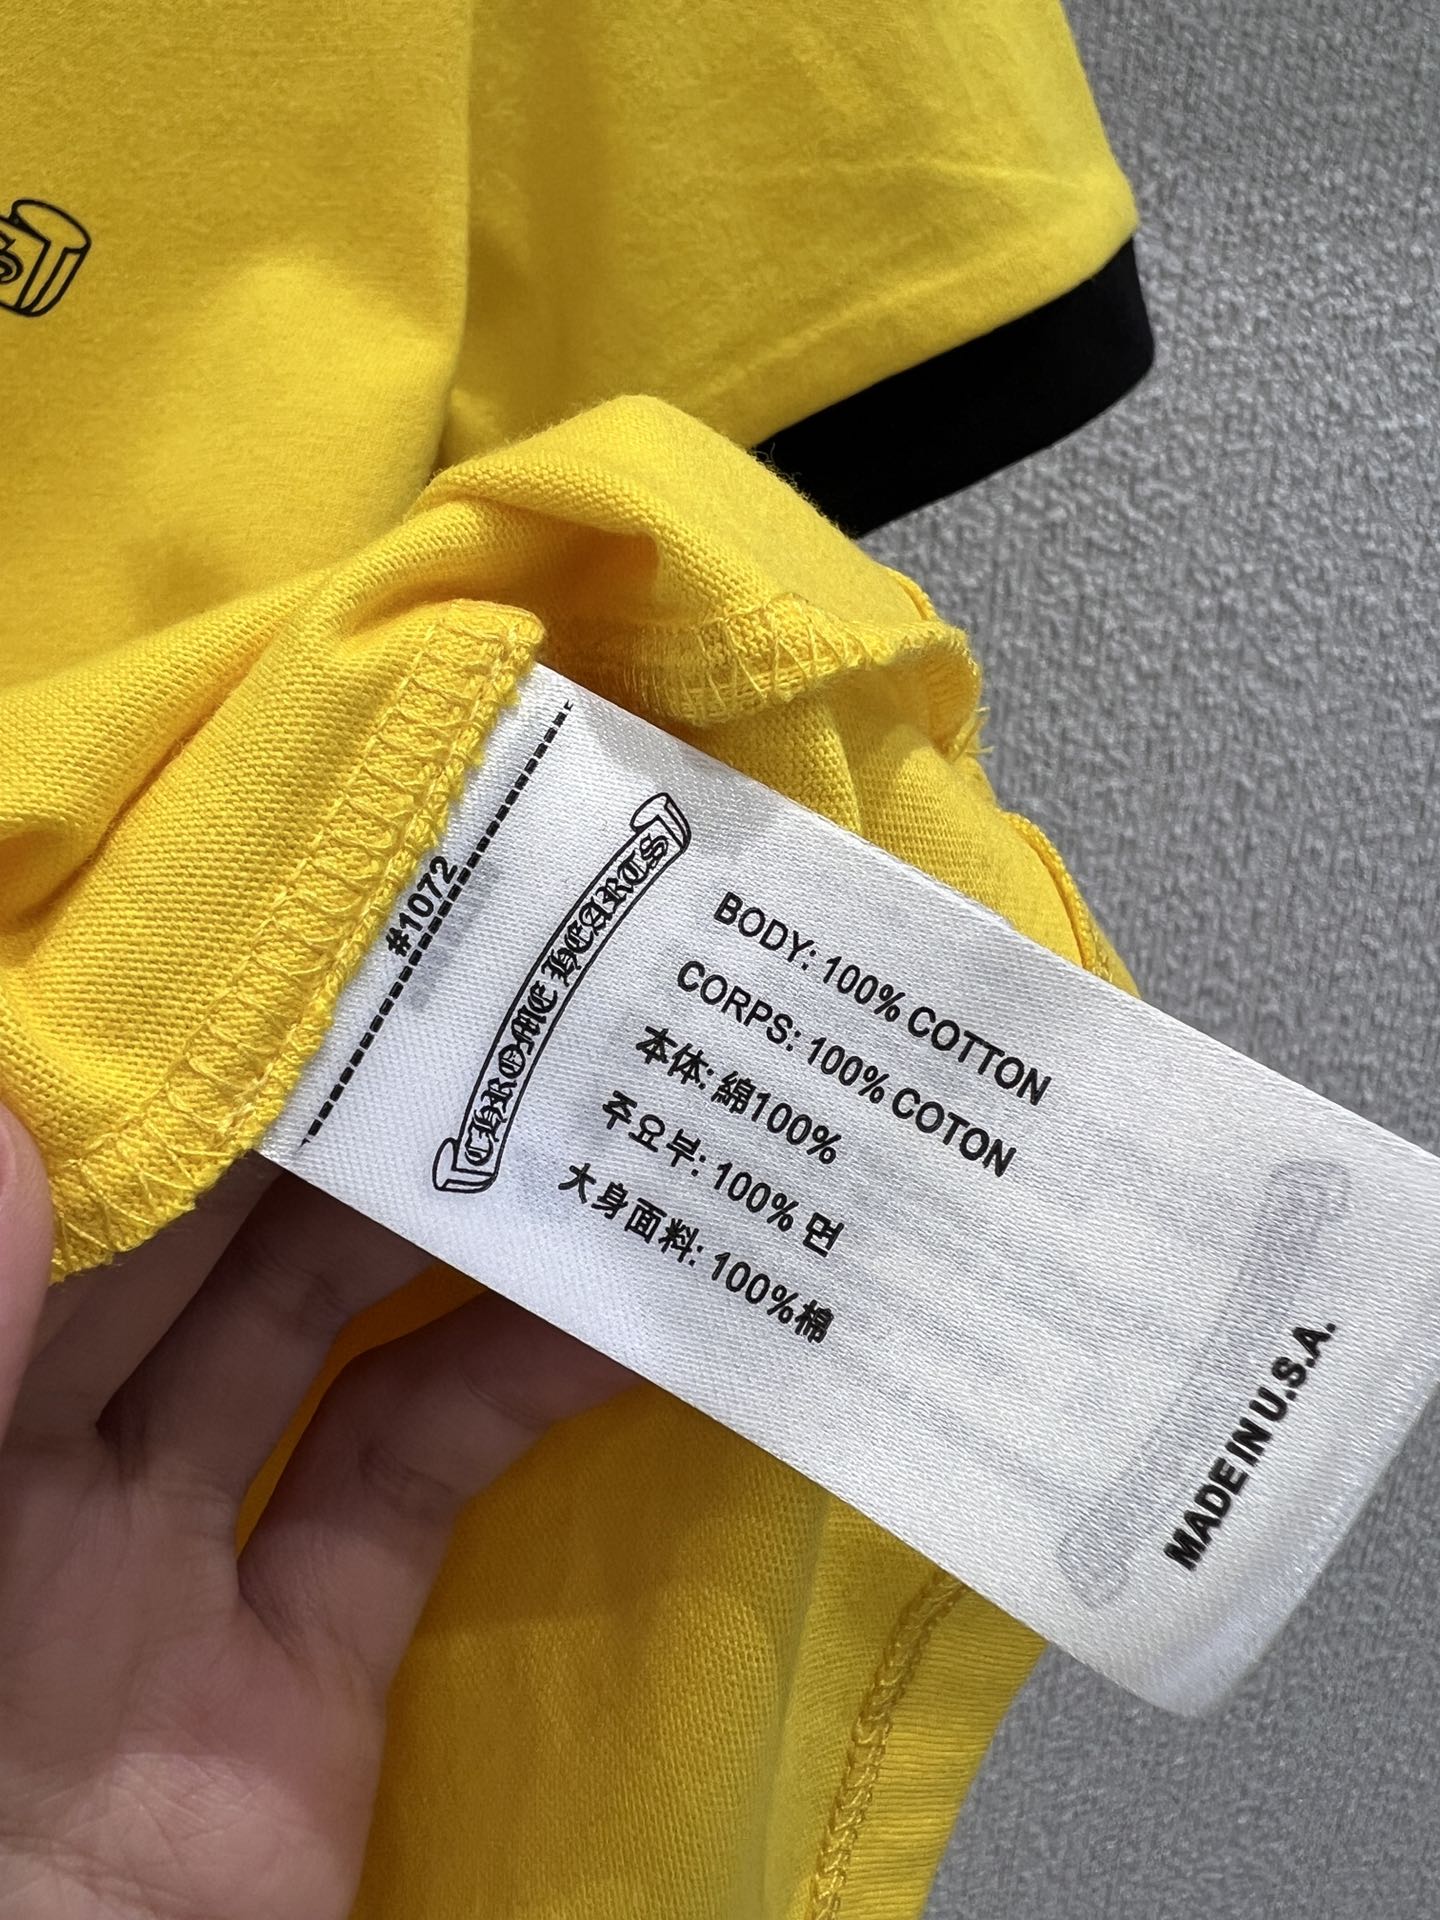 #1072
CHROME HEARTS
BODY: 100% COTTON
CORPS: 100% COTON
本体: 綿100%
주요부: 100% 면
大身面料: 100%棉
MADE IN U.S.A.
S